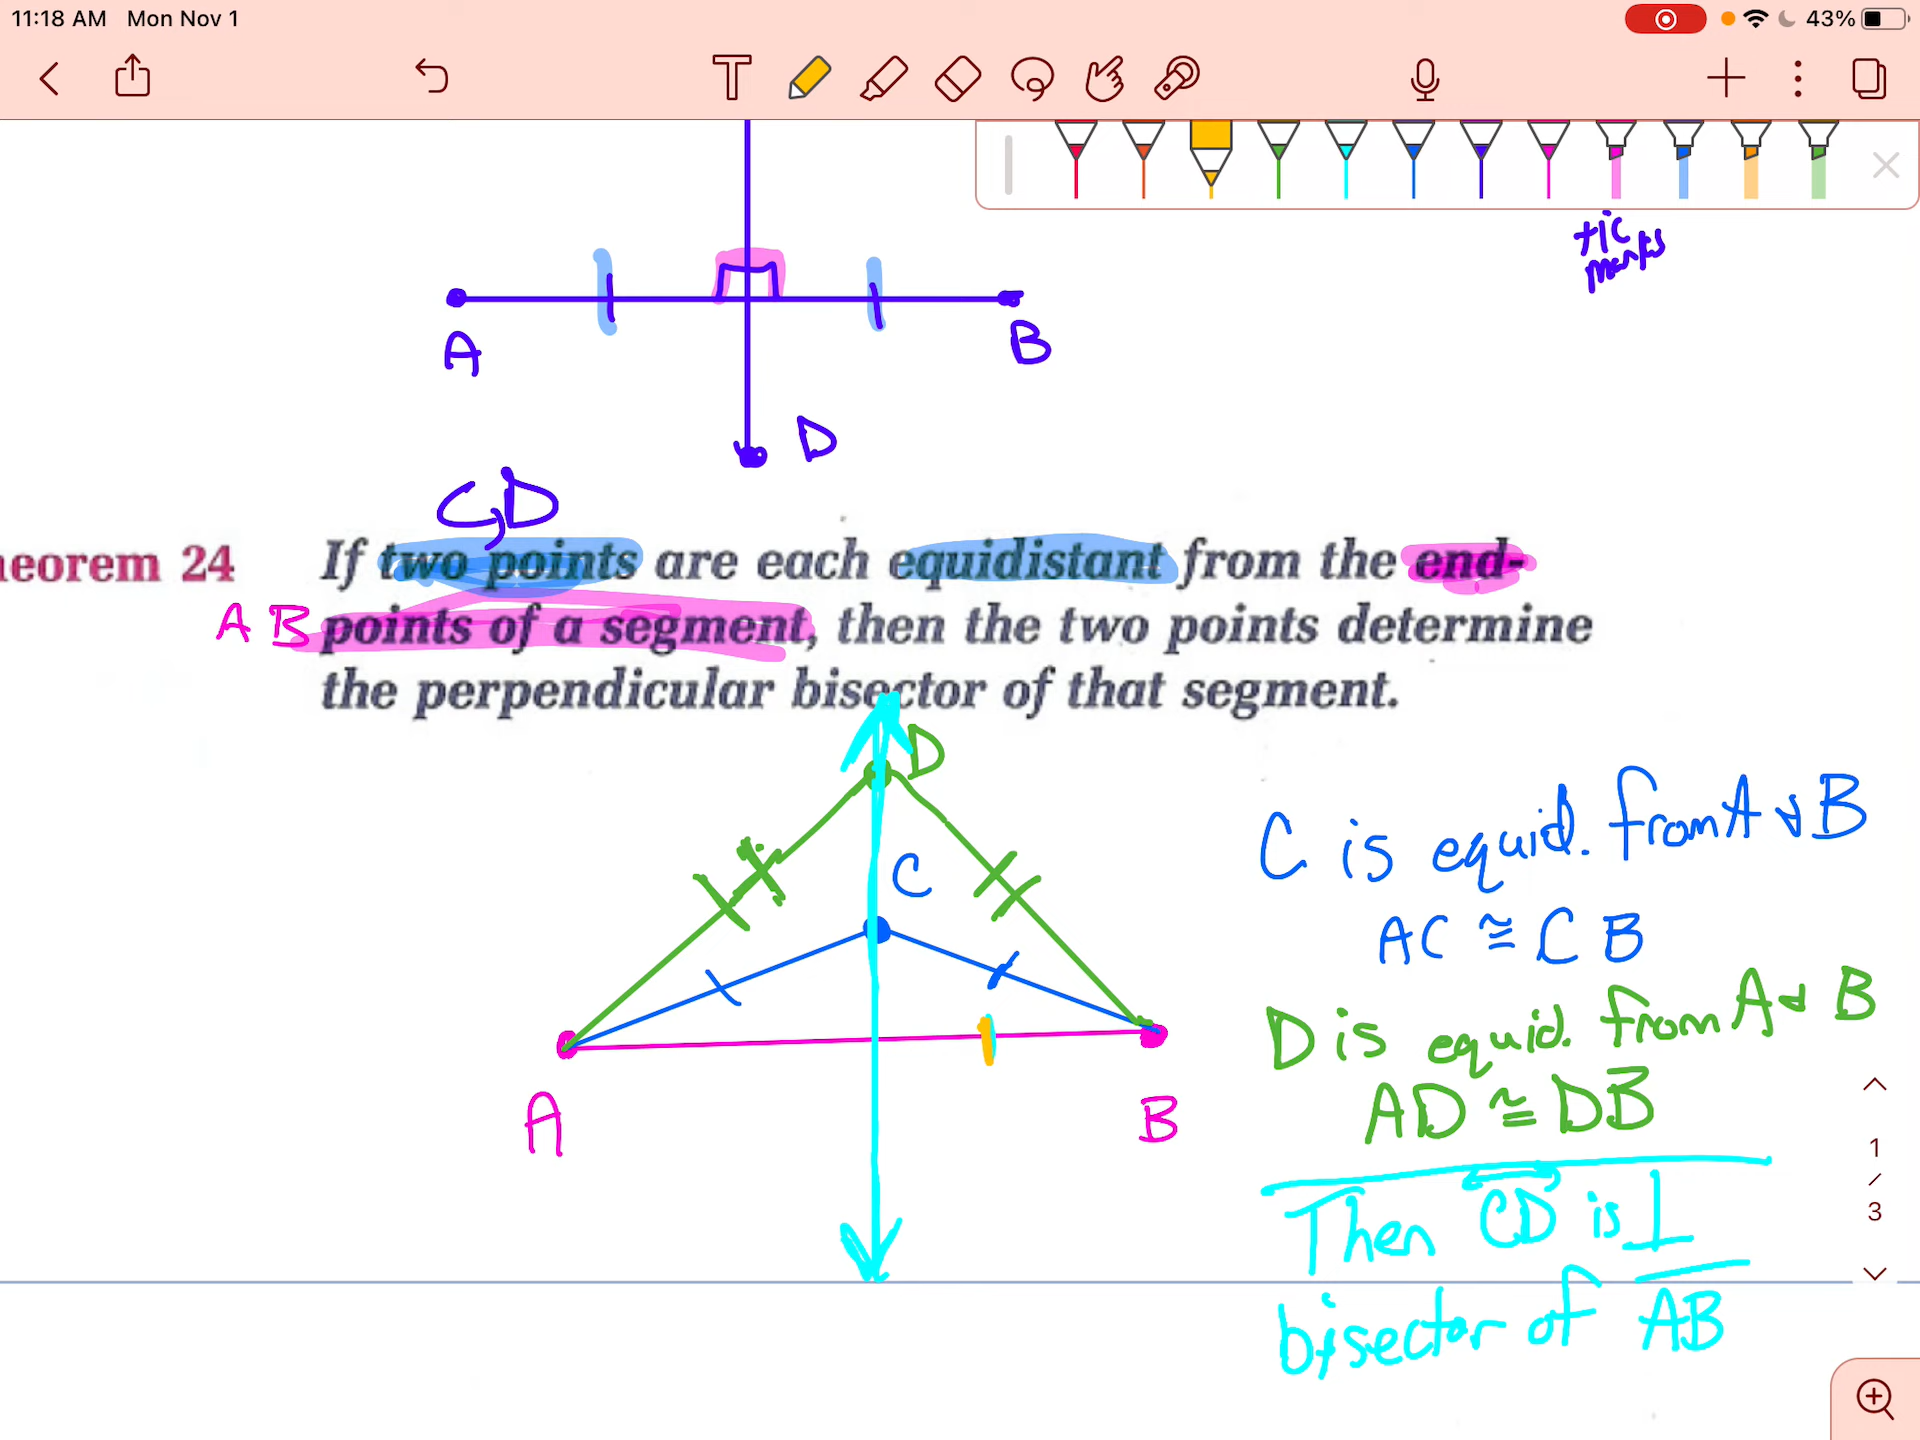 11:18 AM Mon Nov 1
43%
T
tic
marks
A
B
D
C,D
heorem 24 If two points are each equidistant from the end-
A B points of a segment, then the two points determine
the perpendicular bisector of that segment.
D
C
A
B
C is equid. from A & B
AC ≅ CB
D is equid. from A & B
AD ≅ DB
Then CD is ⊥
bisector of AB
1
/
3